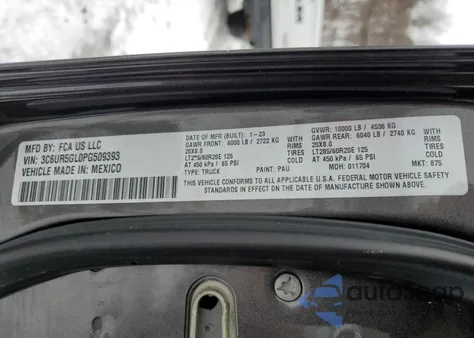 MFD BY: FCA US LLC
VIN: 3C6UR5GL0PG509393
VEHICLE MADE IN: MEXICO
DATE OF MFR (BUILT): 1-23
GAWR FRONT 6000 LB / 2722 KG
20X8.0
RIMS
LT285/60R20E 125
TIRES
AT 450 kPa / 65 PSI
COLD
TYPE: TRUCK
PAINT: PAU
GVWR: 10000 LB / 4536 KG
GAWR REAR 6040 LB / 2740 KG
20X8.0
RIMS
LT285/60R20E 125
TIRES
AT 450 kPa / 65 PSI
COLD
MDH: 011704
MKT: 875
THIS VEHICLE CONFORMS TO ALL APPLICABLE U.S.A. FEDERAL MOTOR VEHICLE SAFETY
STANDARDS IN EFFECT ON THE DATE OF MANUFACTURE SHOWN ABOVE.
autoSnap